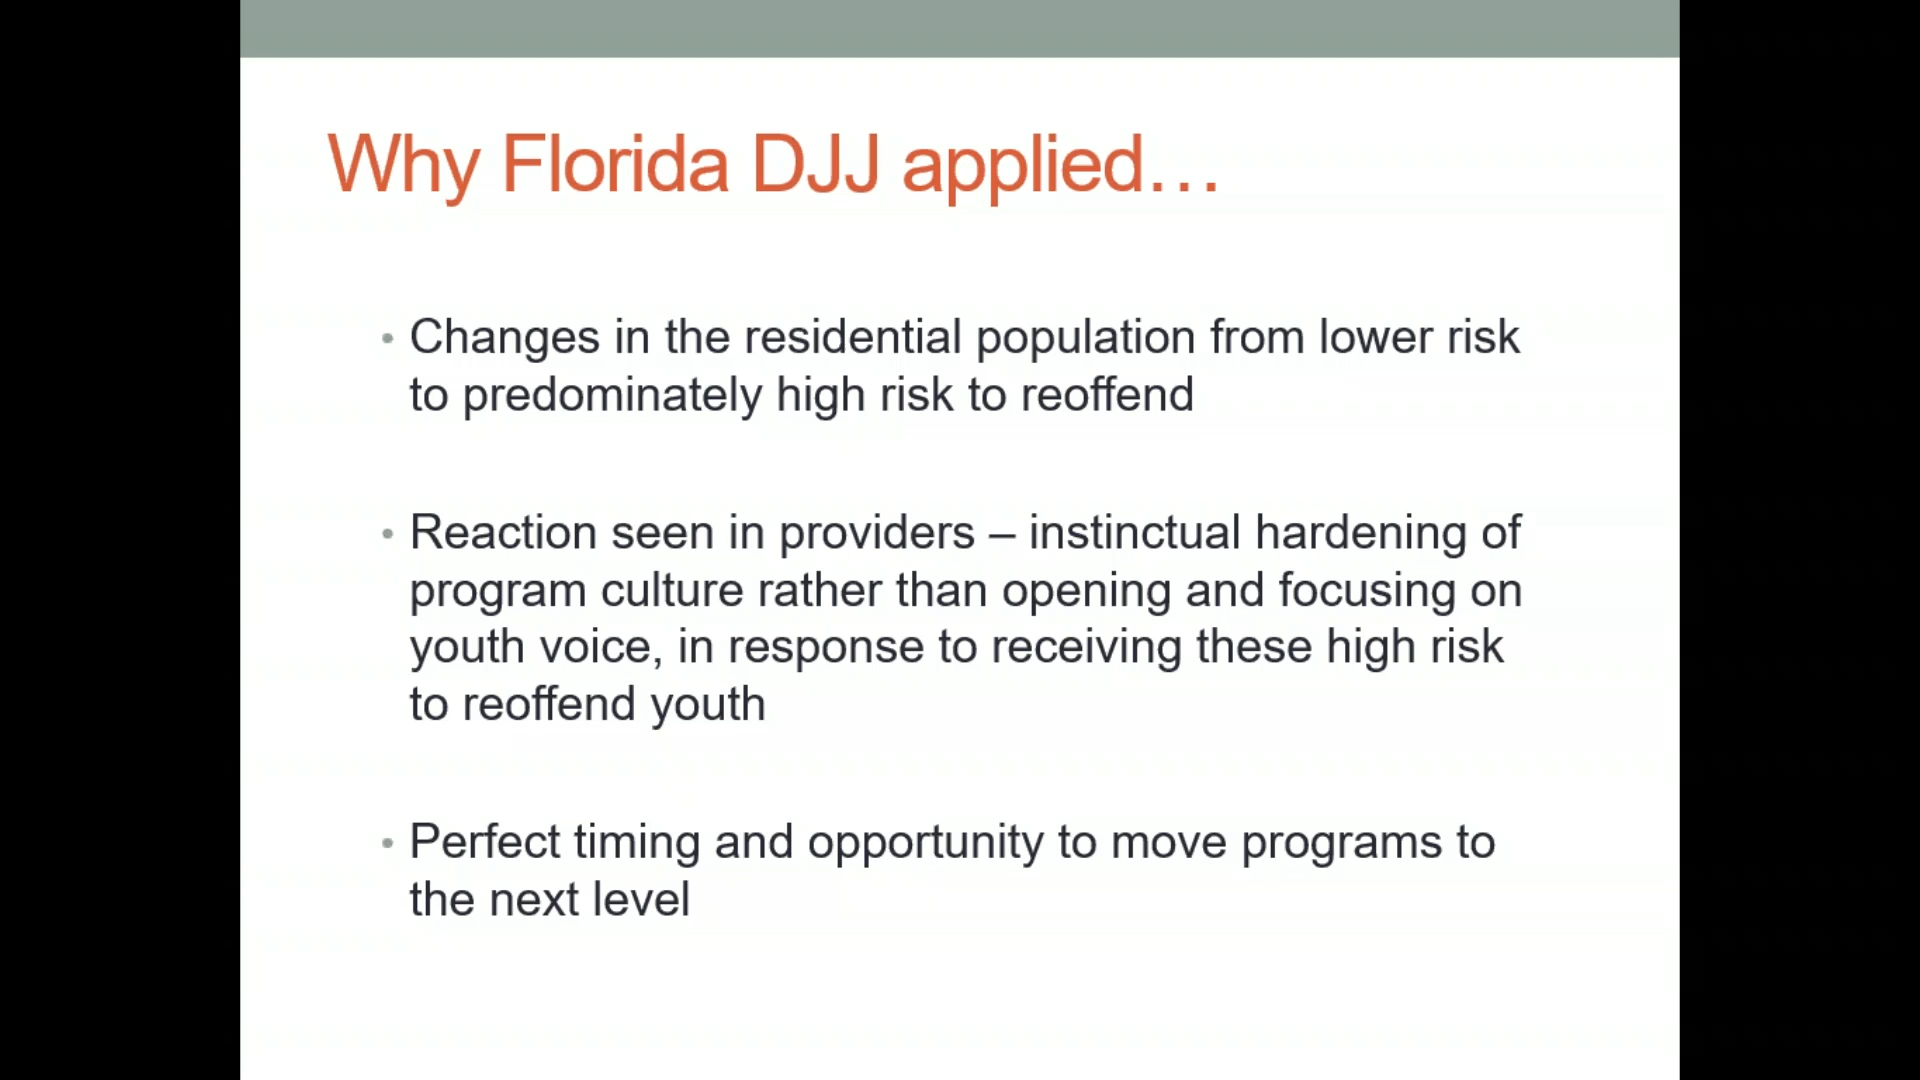 Why Florida DJJ applied…
• Changes in the residential population from lower risk
to predominately high risk to reoffend
• Reaction seen in providers – instinctual hardening of
program culture rather than opening and focusing on
youth voice, in response to receiving these high risk
to reoffend youth
• Perfect timing and opportunity to move programs to
the next level